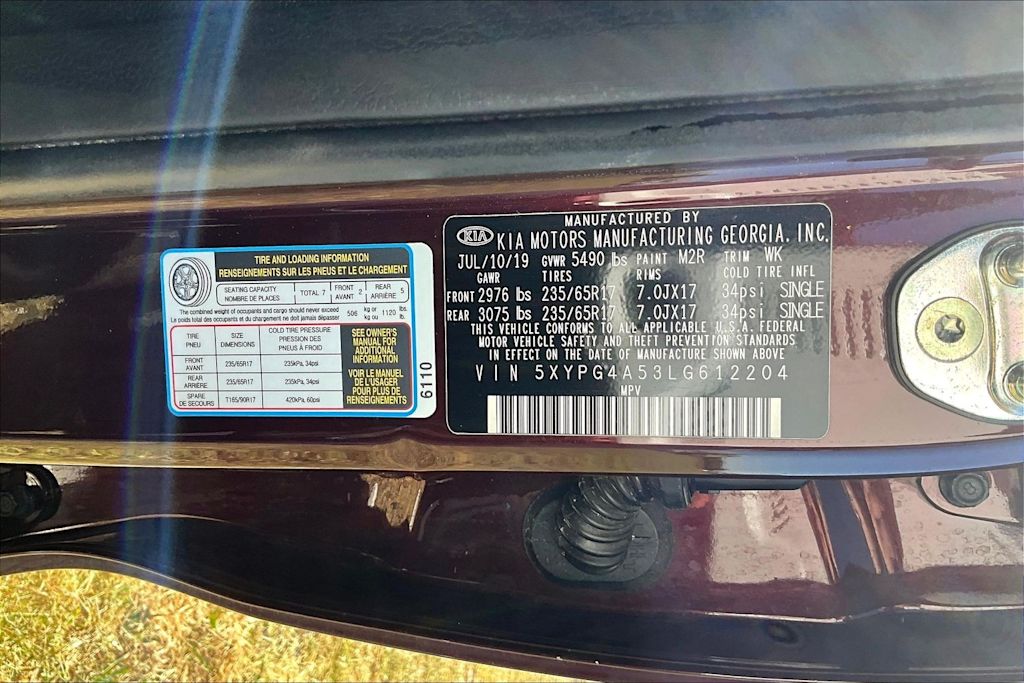 TIRE AND LOADING INFORMATION
RENSEIGNEMENTS SUR LES PNEUS ET LE CHARGEMENT
SEATING CAPACITY
NOMBRE DE PLACES
TOTAL 7
FRONT
AVANT 2
REAR
ARRIÈRE 5
The combined weight of occupants and cargo should never exceed
Le poids total des occupants et du chargement ne doit jamais dépasser
506 kg or
kg ou
1120 lbs.
lb.
TIRE
PNEU
SIZE
DIMENSIONS
COLD TIRE PRESSURE
PRESSION DES
PNEUS À FROID
FRONT
AVANT
235/65R17
235kPa, 34psi
REAR
ARRIERE
235/65R17
235kPa, 34psi
SPARE
DE SECOURS
T165/90R17
420kPa, 60psi
SEE OWNER'S
MANUAL FOR
ADDITIONAL
INFORMATION
VOIR LE MANUEL
DE L'USAGER
POUR PLUS DE
RENSEIGNEMENTS
6110
MANUFACTURED BY
KIA KIA MOTORS MANUFACTURING GEORGIA, INC.
JUL/10/19 GVWR 5490 lbs PAINT M2R TRIM WK
GAWR TIRES RIMS COLD TIRE INFL
FRONT 2976 lbs 235/65R17 7.0JX17 34psi SINGLE
REAR 3075 lbs 235/65R17 7.0JX17 34psi SINGLE
THIS VEHICLE CONFORMS TO ALL APPLICABLE U.S.A. FEDERAL
MOTOR VEHICLE SAFETY AND THEFT PREVENTION STANDARDS
IN EFFECT ON THE DATE OF MANUFACTURE SHOWN ABOVE
VIN 5XYPG4A53LG612204
MPV